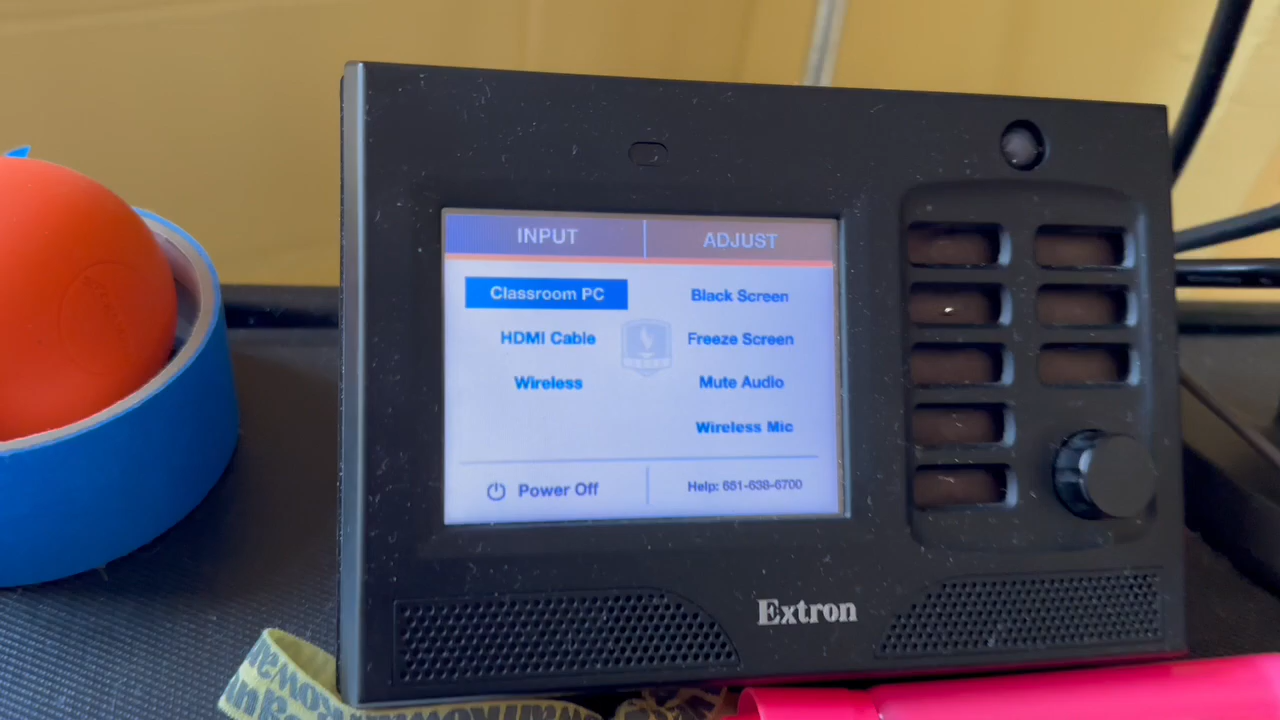 INPUT
ADJUST
Classroom PC
Black Screen
HDMI Cable
Freeze Screen
Wireless
Mute Audio
Wireless Mic
Power Off
Help: 661-638-6700
Extron